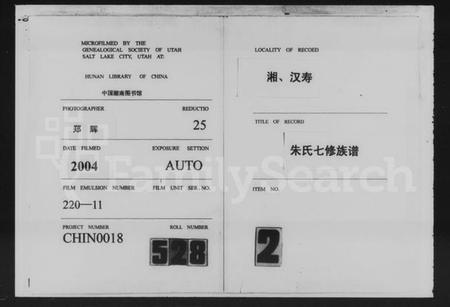 MICROFILMED BY THE
GENEALOGICAL SOCIETY OF UTAH
SALT LAKE CITY, UTAH AT:
HUNAN LIBRARY OF CHINA
中国湖南图书馆
PHOTOGRAPHER REDUCTIO
郑辉 25
DATE FILMED EXPOSURE SETTION
2004 AUTO
FILM EMULSION NUMBER FILM UNIT SER. NO.
220—11
PROJECT NUMBER ROLL NUMBER
CHIN0018 528
LOCALITY OF RECOED
湘、汉寿
TITLE OF RECORD
朱氏七修族谱
ITEM NO.
2
FamilySearch